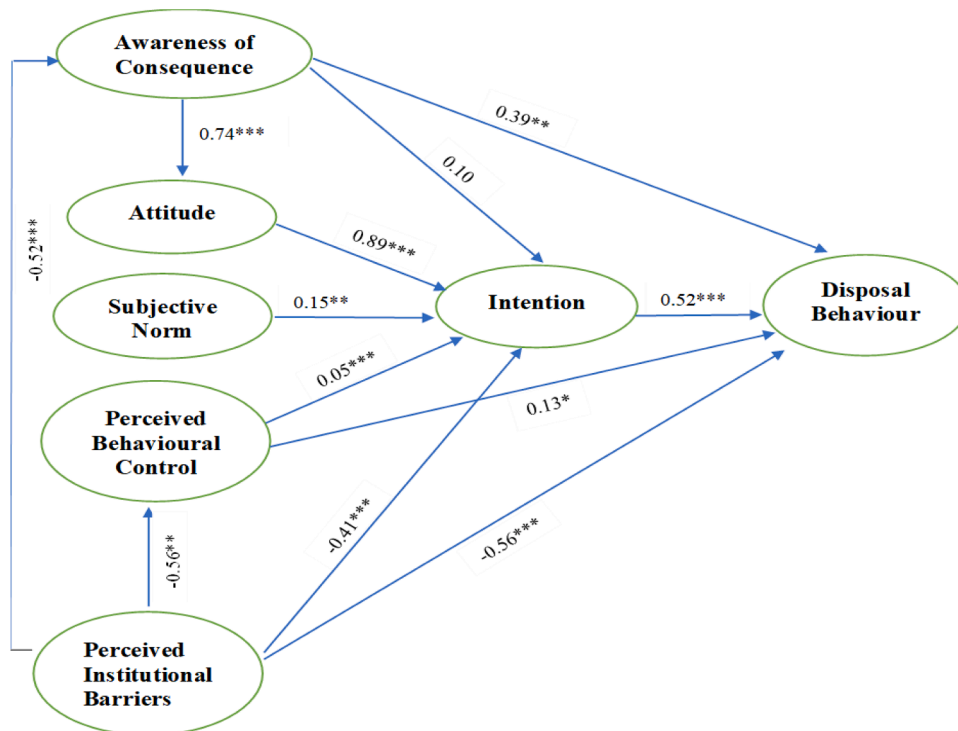 Awareness of
Consequence
0.39**
0.74***
0.10
Attitude
0.89***
-0.52***
Subjective
Norm
0.15**
Intention
0.52***
Disposal
Behaviour
0.05***
Perceived
Behavioural
Control
0.13*
-0.41***
-0.56***
-0.56**
Perceived
Institutional
Barriers